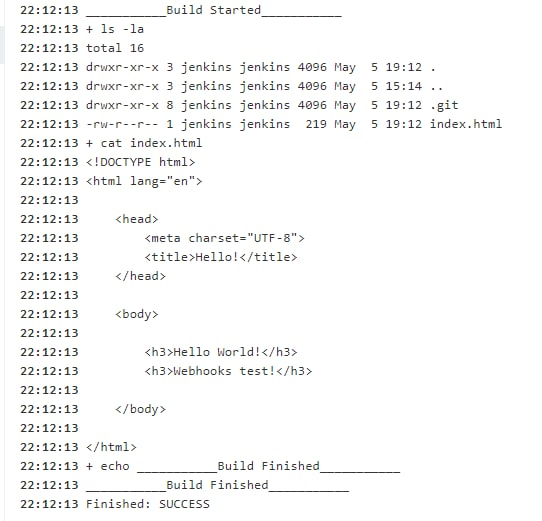 22:12:13 ___________Build Started___________
22:12:13 + ls -la
22:12:13 total 16
22:12:13 drwxr-xr-x 3 jenkins jenkins 4096 May  5 19:12 .
22:12:13 drwxr-xr-x 3 jenkins jenkins 4096 May  5 15:14 ..
22:12:13 drwxr-xr-x 8 jenkins jenkins 4096 May  5 19:12 .git
22:12:13 -rw-r--r-- 1 jenkins jenkins  219 May  5 19:12 index.html
22:12:13 + cat index.html
22:12:13 <!DOCTYPE html>
22:12:13 <html lang="en">
22:12:13
22:12:13     <head>
22:12:13         <meta charset="UTF-8">
22:12:13         <title>Hello!</title>
22:12:13     </head>
22:12:13
22:12:13     <body>
22:12:13
22:12:13         <h3>Hello World!</h3>
22:12:13         <h3>Webhooks test!</h3>
22:12:13
22:12:13     </body>
22:12:13
22:12:13 </html>
22:12:13 + echo ___________Build Finished___________
22:12:13 ___________Build Finished___________
22:12:13 Finished: SUCCESS